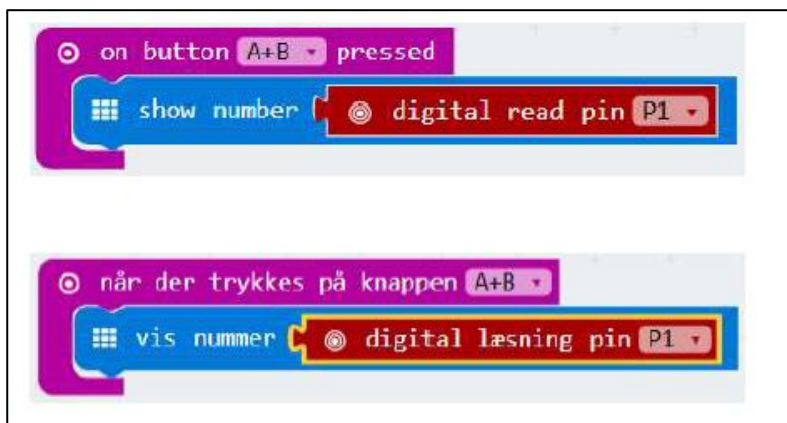 on button A+B pressed
show number digital read pin P1
når der trykkes på knappen A+B
vis nummer digital læsning pin P1